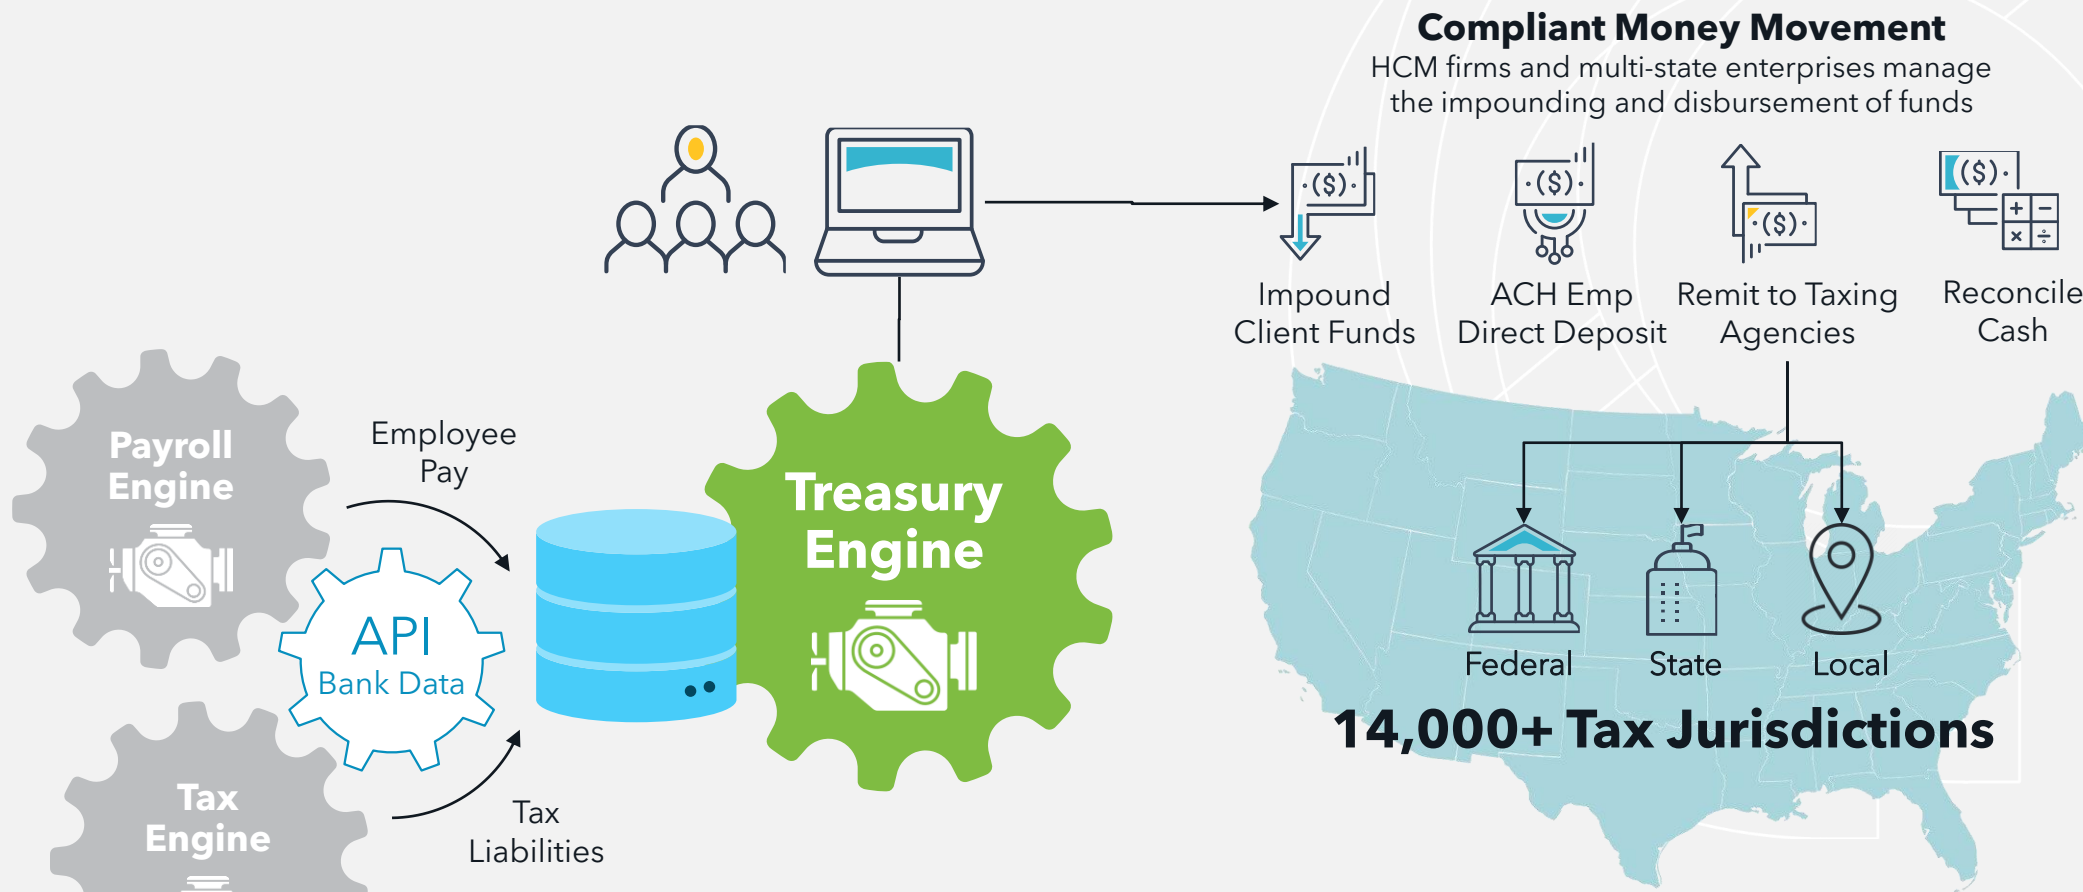 Compliant Money Movement
HCM firms and multi-state enterprises manage
the impounding and disbursement of funds
($)
($)
($)
($)
+ −
× ÷
Impound
Client Funds
ACH Emp
Direct Deposit
Remit to Taxing
Agencies
Reconcile
Cash
Payroll
Engine
Employee
Pay
API
Bank Data
Treasury
Engine
Tax
Engine
Tax
Liabilities
Federal
State
Local
14,000+ Tax Jurisdictions